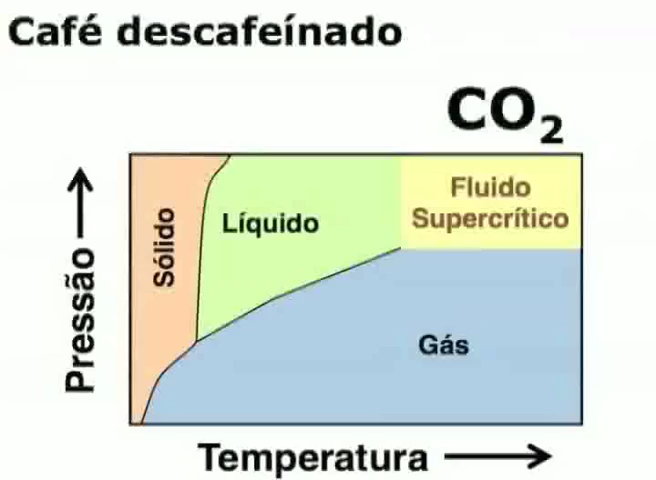 Café descafeínado
CO₂
Pressão
Sólido
Líquido
Fluido
Supercrítico
Gás
Temperatura